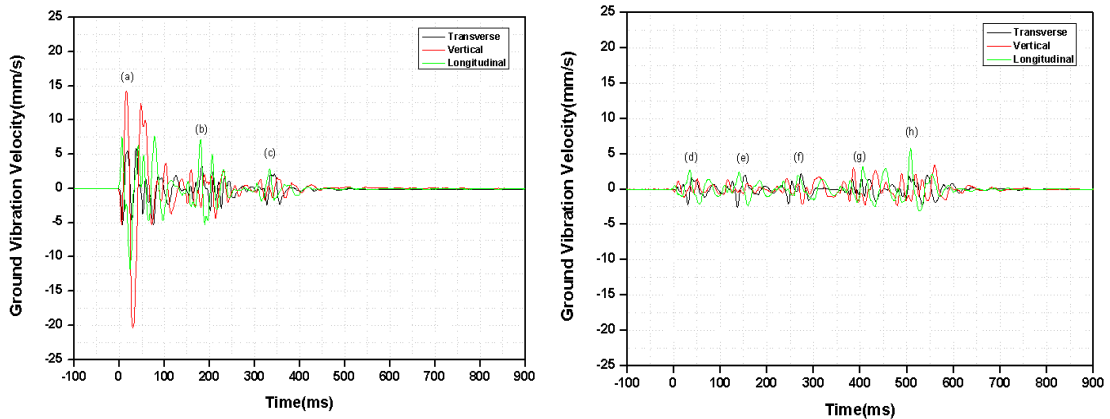 25
20
15
10
5
0
-5
-10
-15
-20
-25
Ground Vibration Velocity(mm/s)
Transverse
Vertical
Longitudinal
(a)
(b)
(c)
-100 0 100 200 300 400 500 600 700 800 900
Time(ms)
25
20
15
10
5
0
-5
-10
-15
-20
-25
Ground Vibration Velocity(mm/s)
Transverse
Vertical
Longitudinal
(d)
(e)
(f)
(g)
(h)
-100 0 100 200 300 400 500 600 700 800 900
Time(ms)